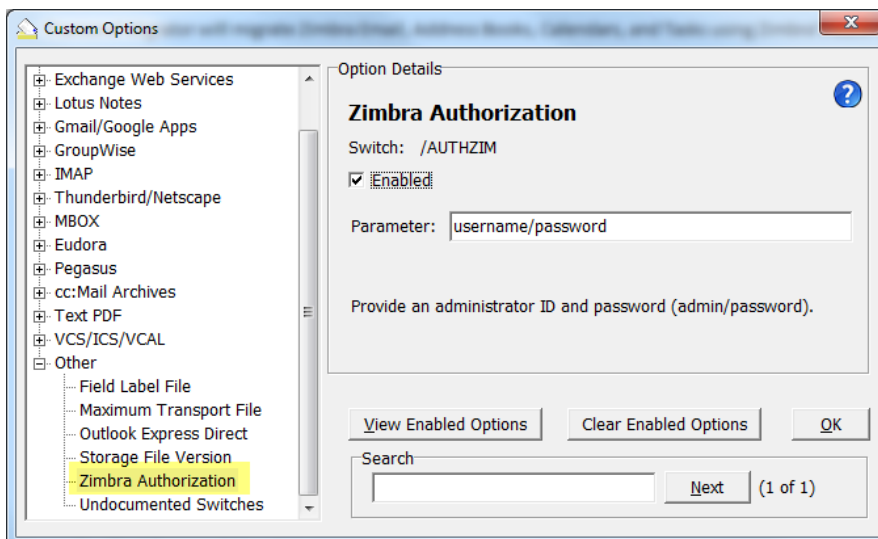 Custom Options
Exchange Web Services
Lotus Notes
Gmail/Google Apps
GroupWise
IMAP
Thunderbird/Netscape
MBOX
Eudora
Pegasus
cc:Mail Archives
Text PDF
VCS/ICS/VCAL
Other
Field Label File
Maximum Transport File
Outlook Express Direct
Storage File Version
Zimbra Authorization
Undocumented Switches
Option Details
Zimbra Authorization
?
Switch: /AUTHZIM
Enabled
Parameter: username/password
Provide an administrator ID and password (admin/password).
View Enabled Options Clear Enabled Options OK
Search
Next (1 of 1)